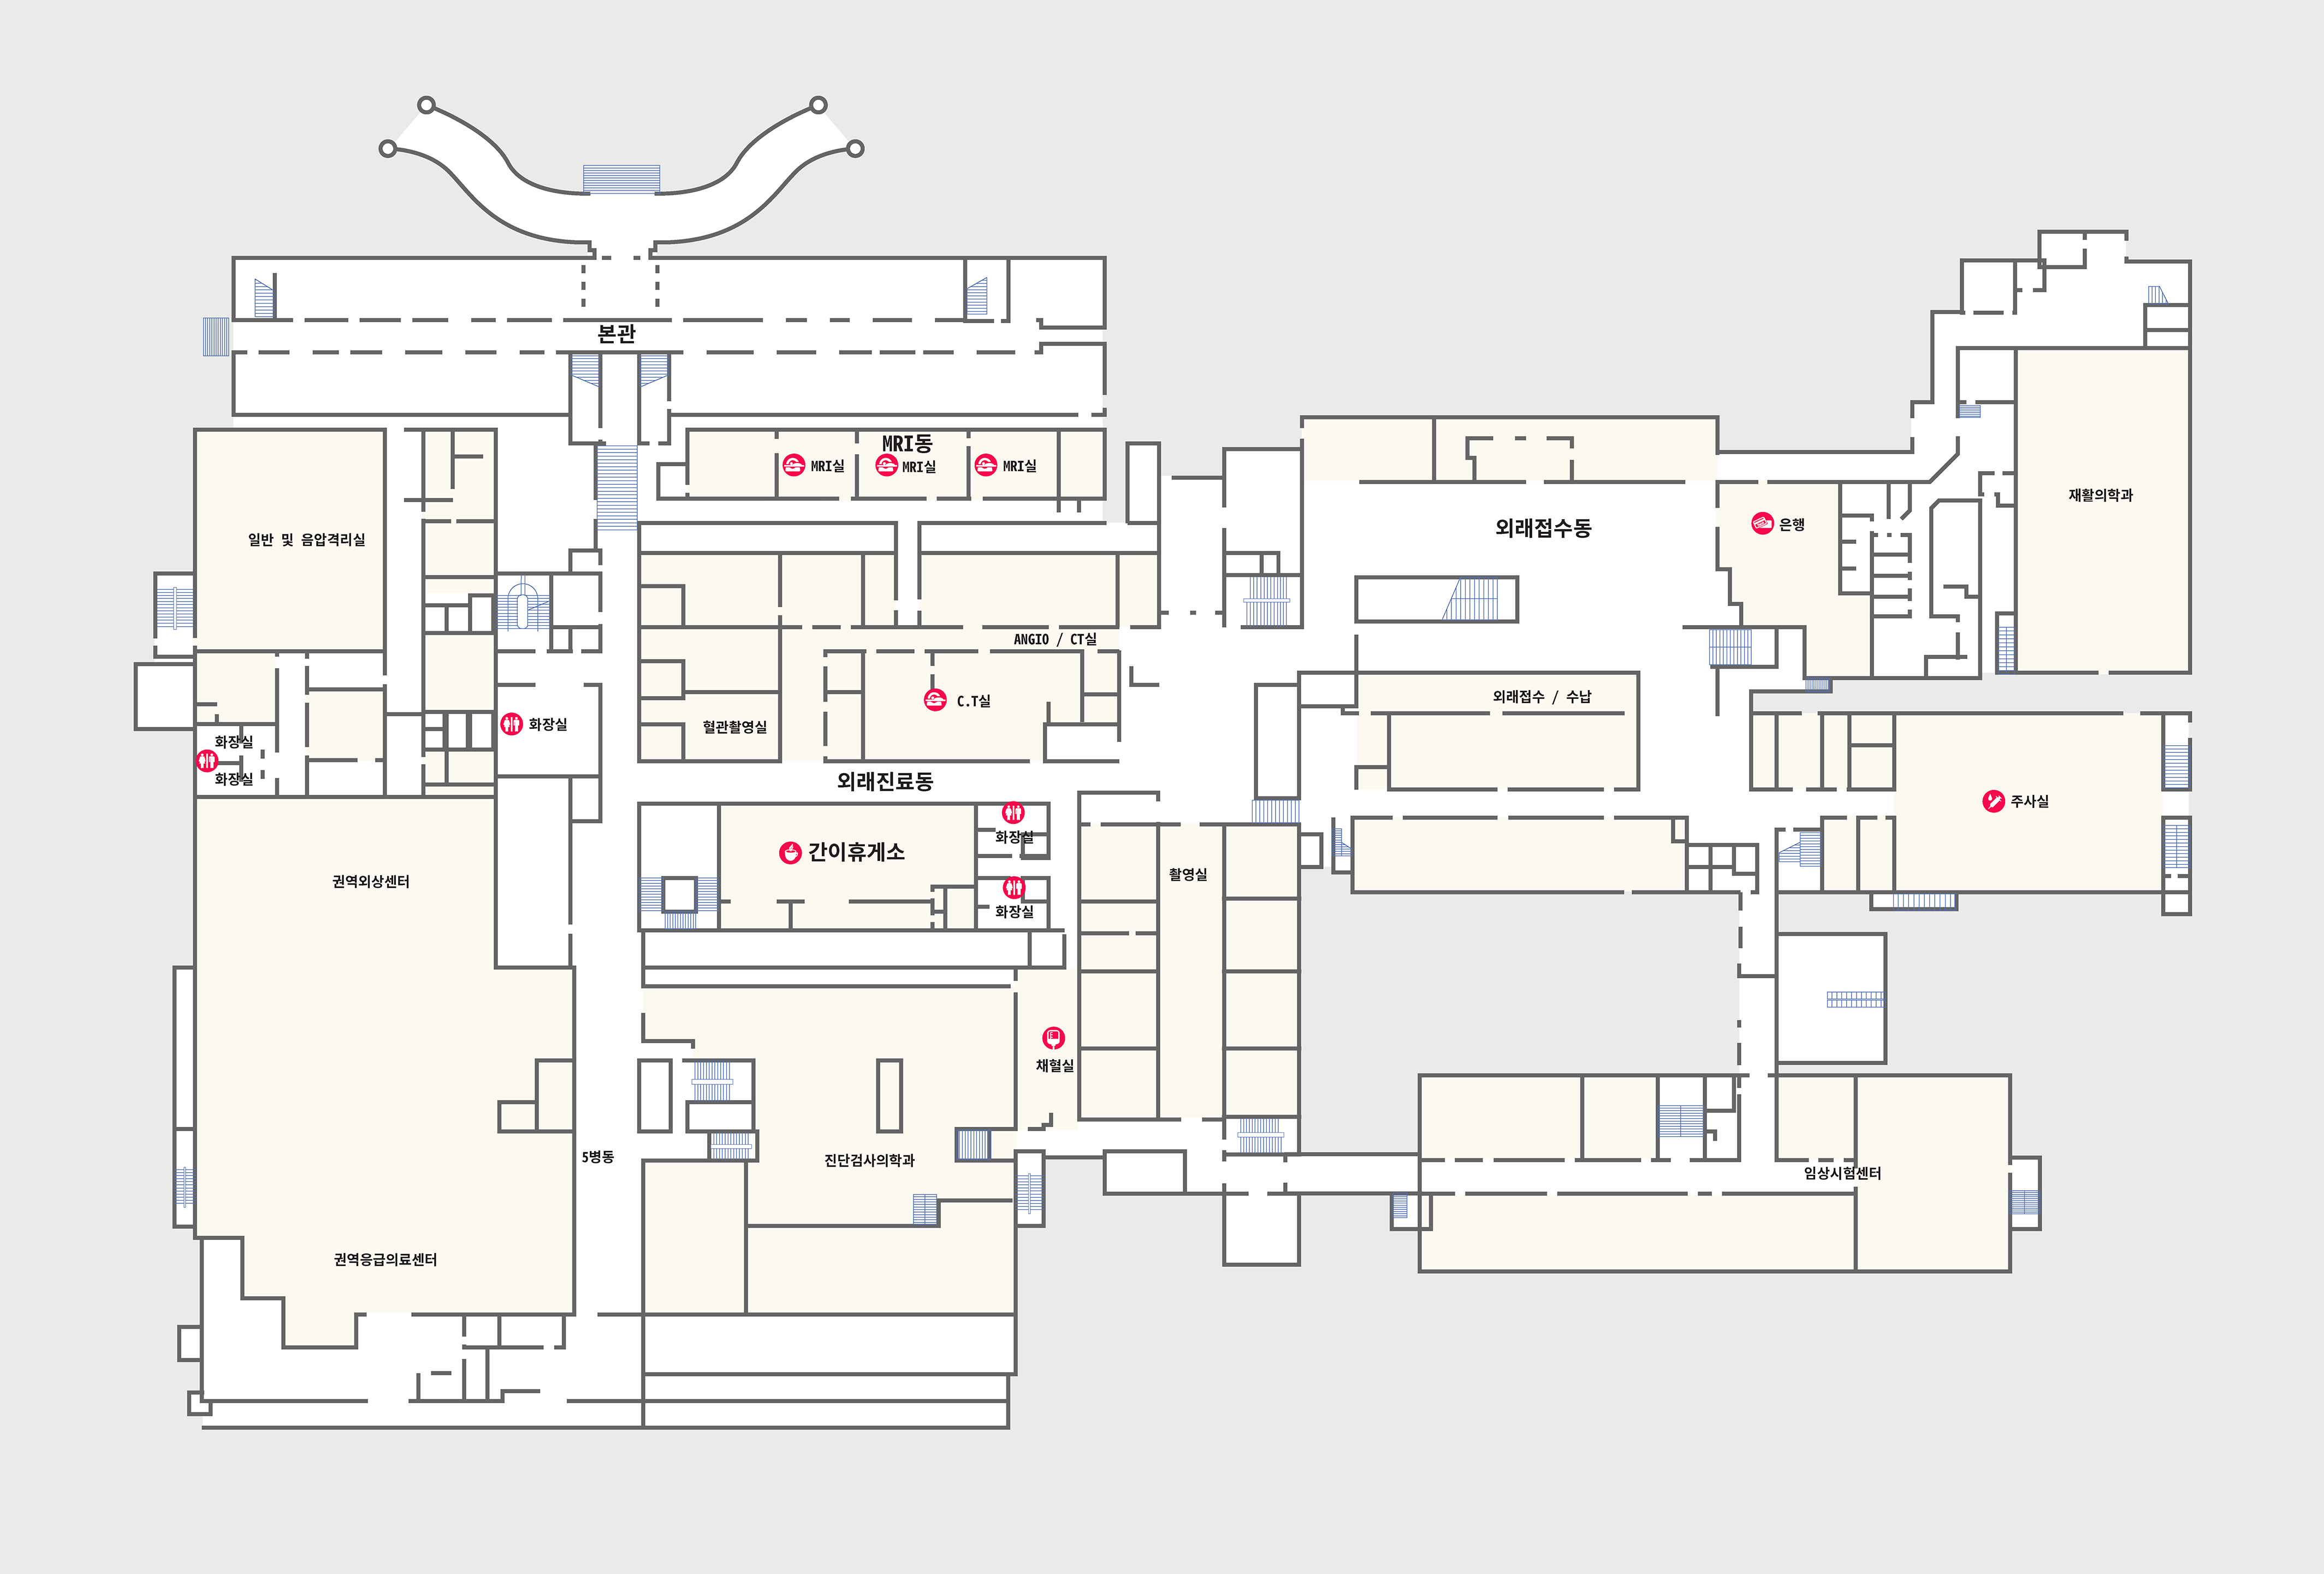 본관
MRI동
MRI실
MRI실
MRI실
재활의학과
외래접수동
은행
일반 및 음압격리실
ANGIO / CT실
외래접수 / 수납
C.T실
화장실
혈관촬영실
화장실
화장실
외래진료동
주사실
화장실
간이휴게소
촬영실
권역외상센터
화장실
채혈실
5병동
진단검사의학과
임상시험센터
권역응급의료센터